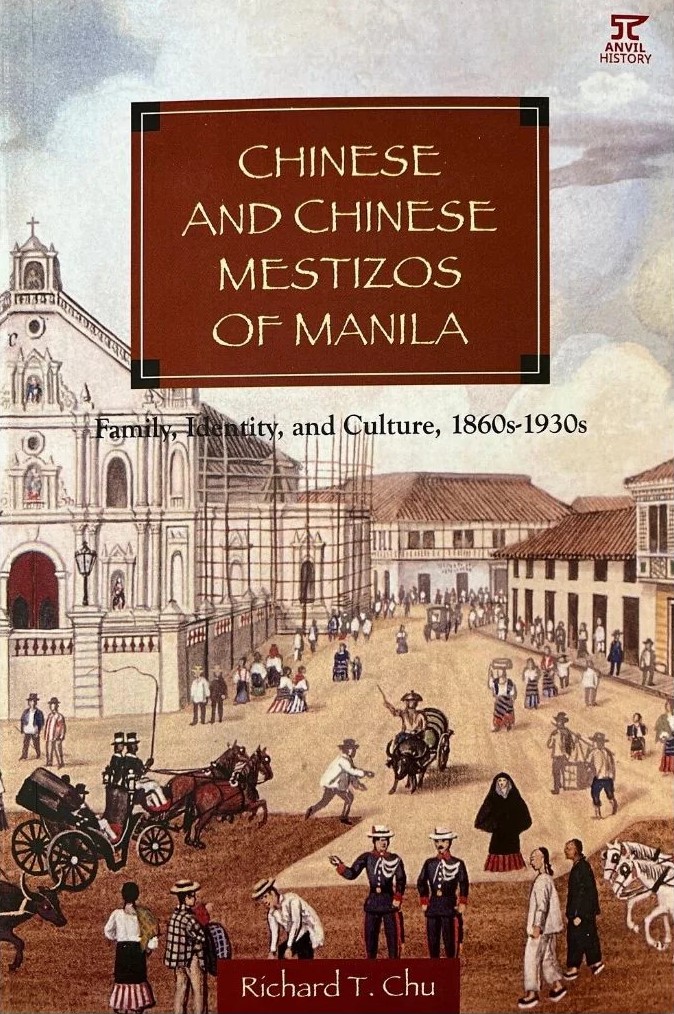 ANVIL
HISTORY
CHINESE
AND CHINESE
MESTIZOS
OF MANILA
Family, Identity, and Culture, 1860s-1930s
Richard T. Chu